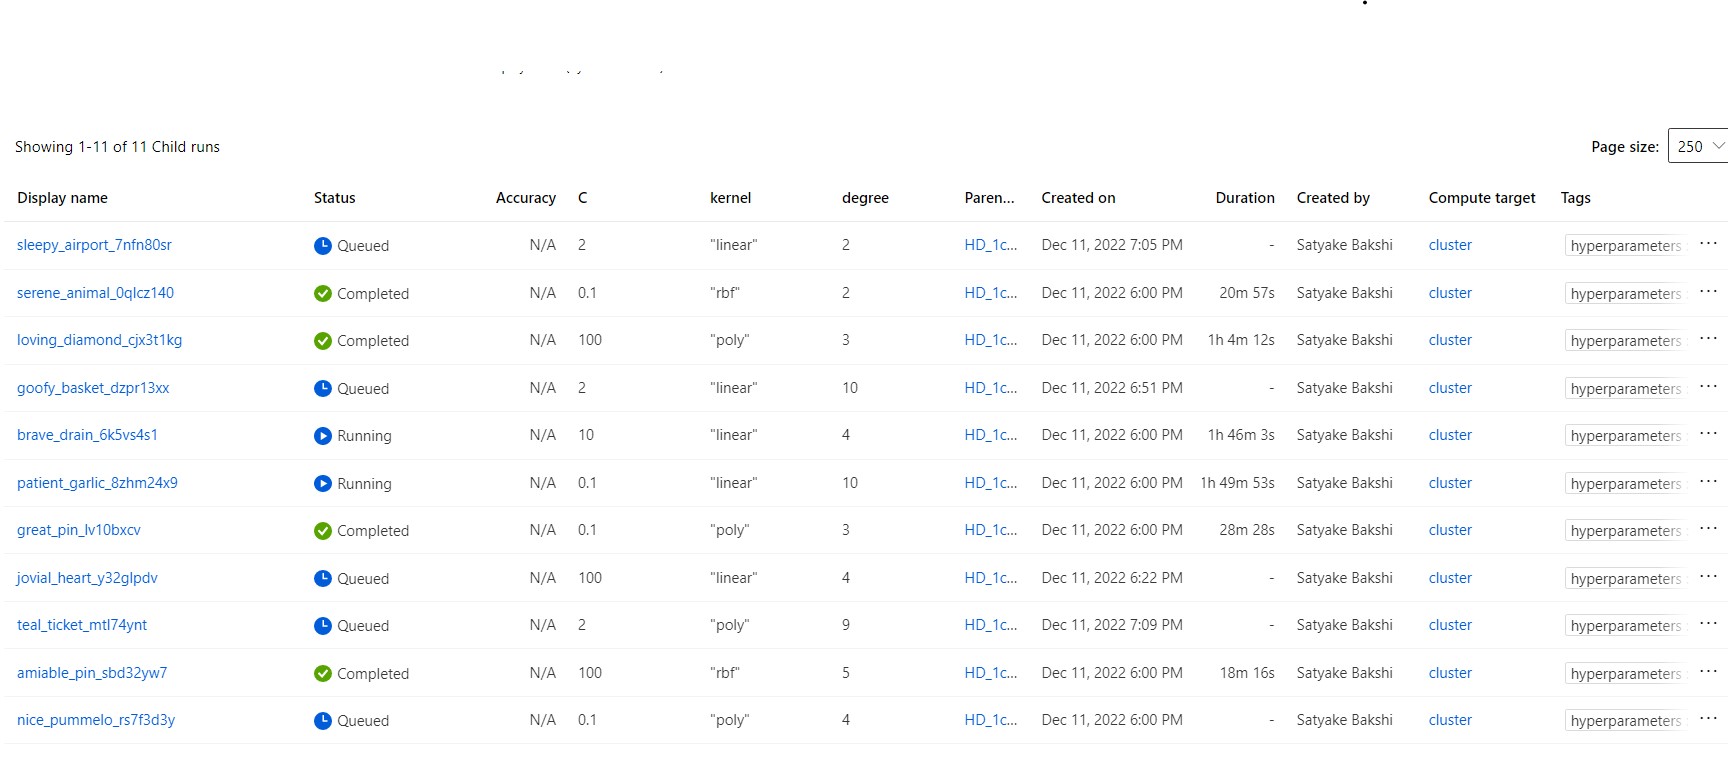 Showing 1-11 of 11 Child runs
Page size: 250
Display name Status Accuracy C kernel degree Paren... Created on Duration Created by Compute target Tags
sleepy_airport_7nfn80sr Queued N/A 2 "linear" 2 HD_1c... Dec 11, 2022 7:05 PM - Satyake Bakshi cluster hyperparameters ...
serene_animal_0qlcz140 Completed N/A 0.1 "rbf" 2 HD_1c... Dec 11, 2022 6:00 PM 20m 57s Satyake Bakshi cluster hyperparameters ...
loving_diamond_cjx3t1kg Completed N/A 100 "poly" 3 HD_1c... Dec 11, 2022 6:00 PM 1h 4m 12s Satyake Bakshi cluster hyperparameters ...
goofy_basket_dzpr13xx Queued N/A 2 "linear" 10 HD_1c... Dec 11, 2022 6:51 PM - Satyake Bakshi cluster hyperparameters ...
brave_drain_6k5vs4s1 Running N/A 10 "linear" 4 HD_1c... Dec 11, 2022 6:00 PM 1h 46m 3s Satyake Bakshi cluster hyperparameters ...
patient_garlic_8zhm24x9 Running N/A 0.1 "linear" 10 HD_1c... Dec 11, 2022 6:00 PM 1h 49m 53s Satyake Bakshi cluster hyperparameters ...
great_pin_lv10bxcv Completed N/A 0.1 "poly" 3 HD_1c... Dec 11, 2022 6:00 PM 28m 28s Satyake Bakshi cluster hyperparameters ...
jovial_heart_y32glpdv Queued N/A 100 "linear" 4 HD_1c... Dec 11, 2022 6:22 PM - Satyake Bakshi cluster hyperparameters ...
teal_ticket_mtl74ynt Queued N/A 2 "poly" 9 HD_1c... Dec 11, 2022 7:09 PM - Satyake Bakshi cluster hyperparameters ...
amiable_pin_sbd32yw7 Completed N/A 100 "rbf" 5 HD_1c... Dec 11, 2022 6:00 PM 18m 16s Satyake Bakshi cluster hyperparameters ...
nice_pummelo_rs7f3d3y Queued N/A 0.1 "poly" 4 HD_1c... Dec 11, 2022 6:00 PM - Satyake Bakshi cluster hyperparameters ...